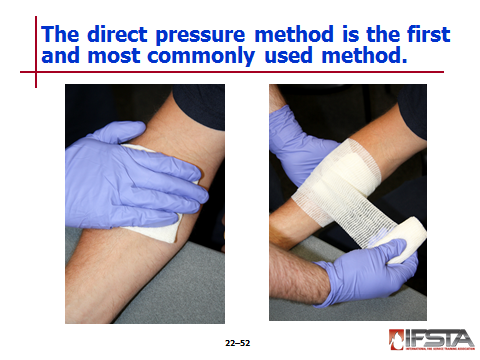 The direct pressure method is the first
and most commonly used method.
22–52
IFSTA
INTERNATIONAL FIRE SERVICE TRAINING ASSOCIATION